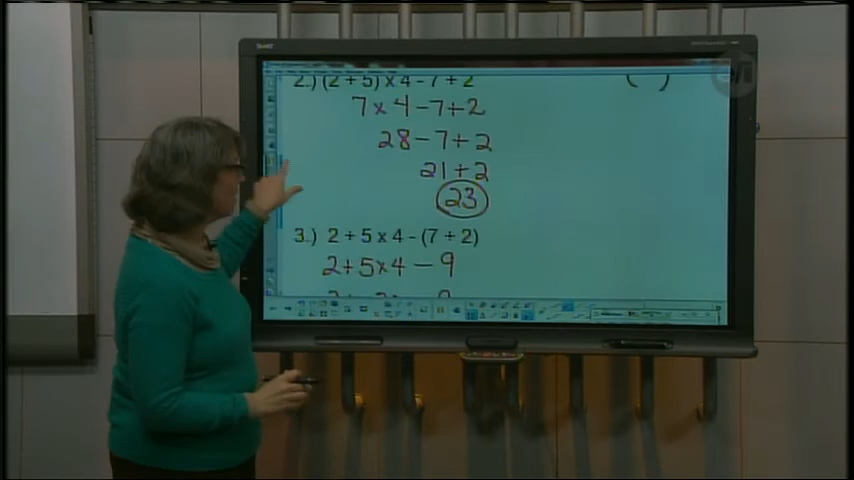 2.) (2 + 5) x 4 - 7 + 2
7 x 4 - 7 + 2
28 - 7 + 2
21 + 2
23
3.) 2 + 5 x 4 - (7 + 2)
2 + 5 x 4 - 9
( )